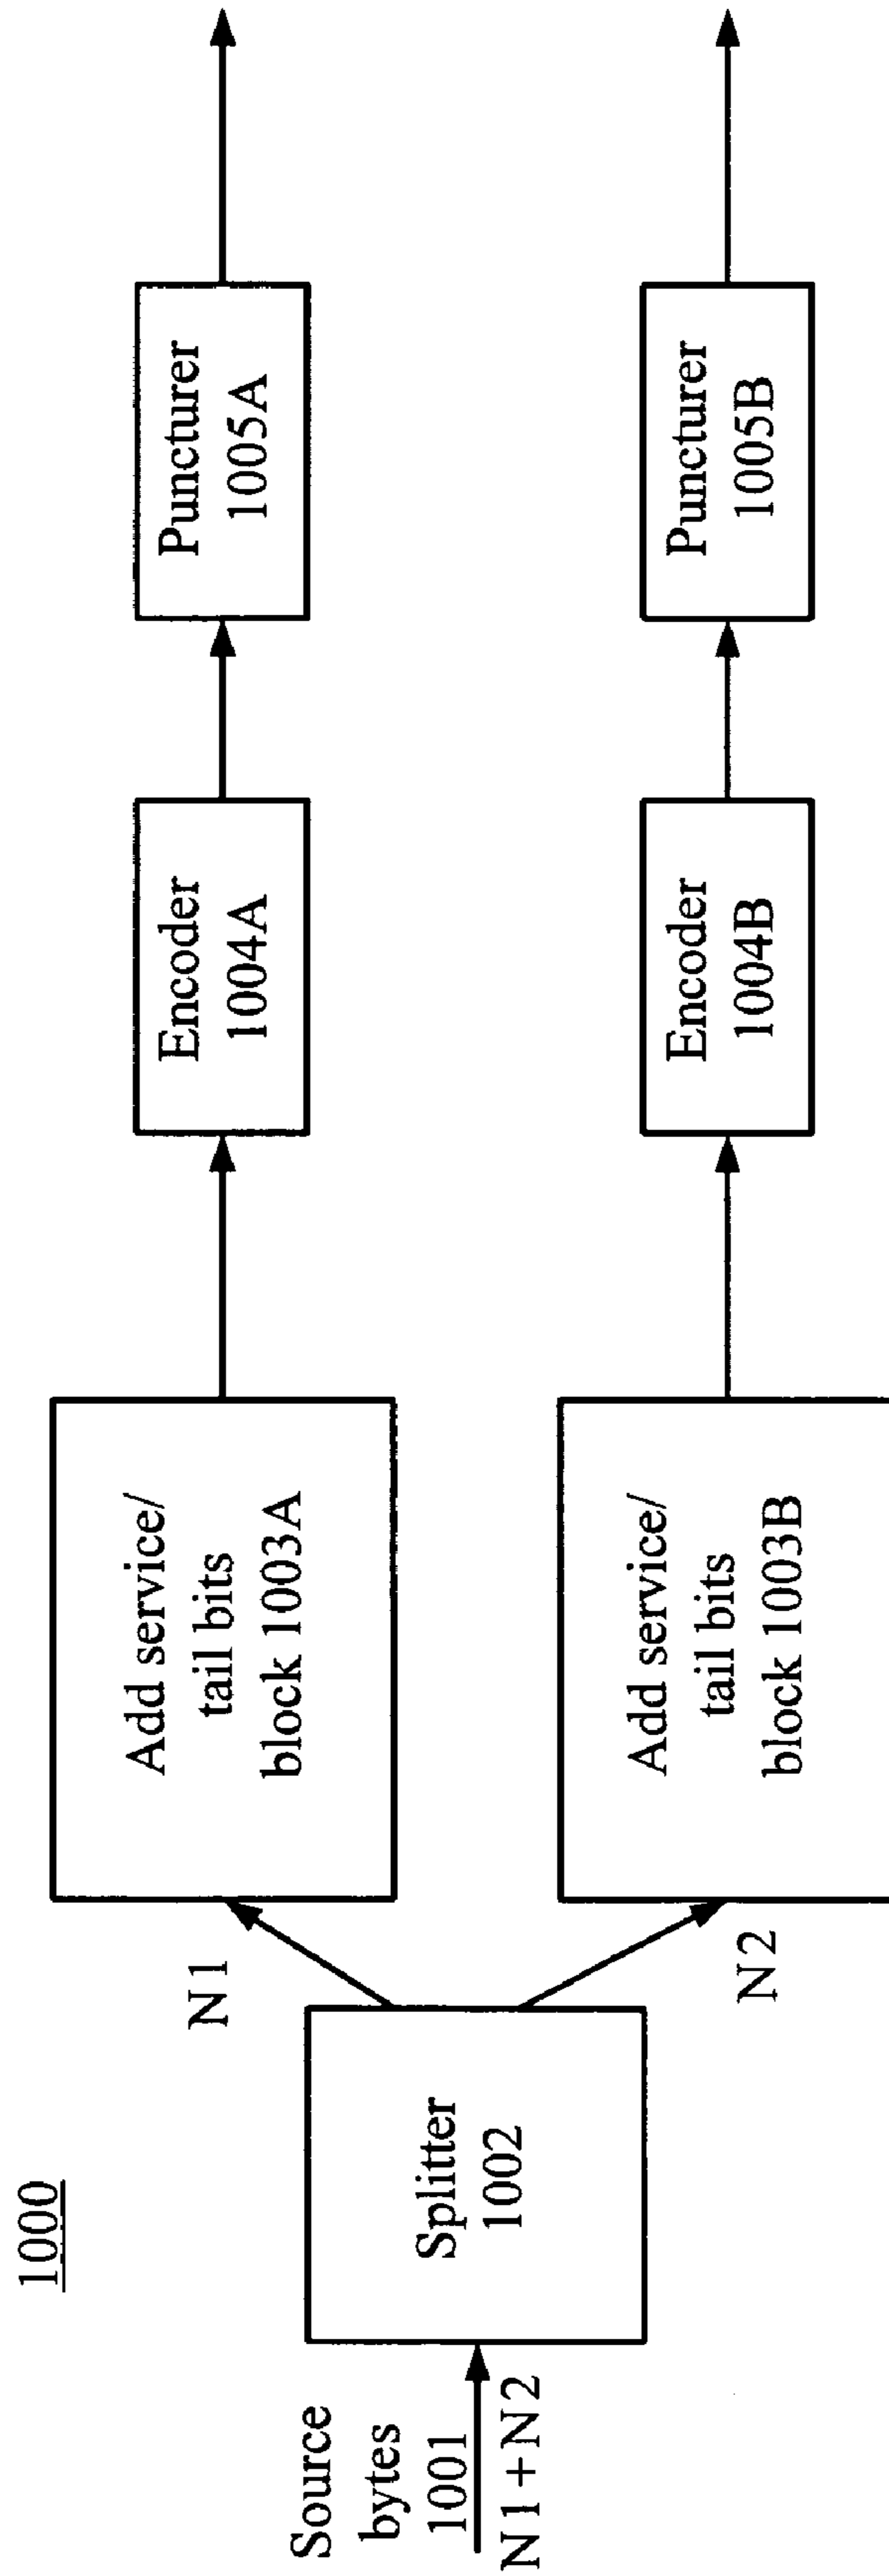 1000
Source
bytes
1001
N1+N2
Splitter
1002
N1
N2
Add service/
tail bits
block 1003A
Encoder
1004A
Puncturer
1005A
Add service/
tail bits
block 1003B
Encoder
1004B
Puncturer
1005B